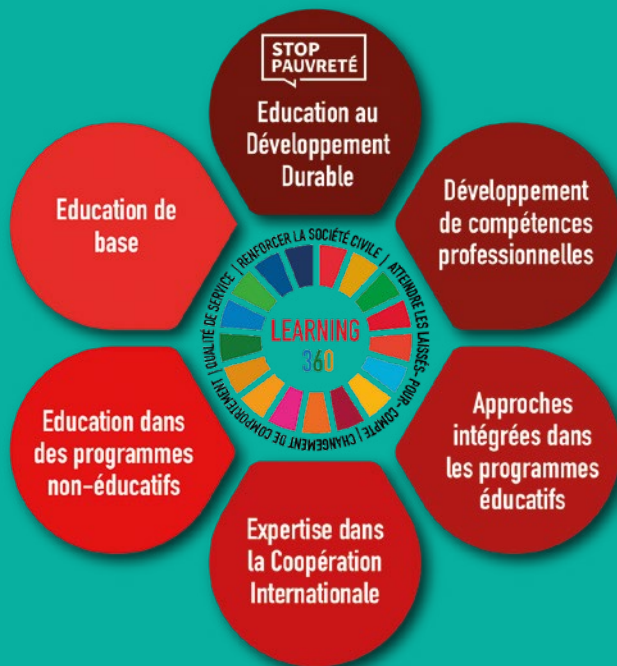 STOP
PAUVRETÉ
Education au
Développement
Durable
Développement
de compétences
professionnelles
Approches
intégrées dans
les programmes
éducatifs
Expertise dans
la Coopération
Internationale
Education dans
des programmes
non-éducatifs
Education de
base
QUALITÉ DE SERVICE | RENFORCER LA SOCIÉTÉ CIVILE | ATTEINDRE LES LAISSÉS-POUR-COMPTE | CHANGEMENT DE COMPORTEMENT |
LEARNING
360